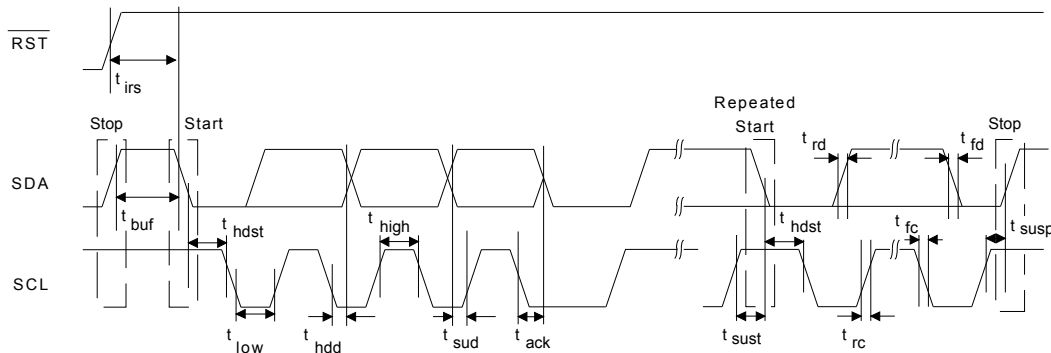 RST
t irs
Repeated
Stop Start Start Stop
t rd t fd
SDA
t buf t hdst t high t hdst t fc t susp
SCL
t low t hdd t sud t ack t sust t rc